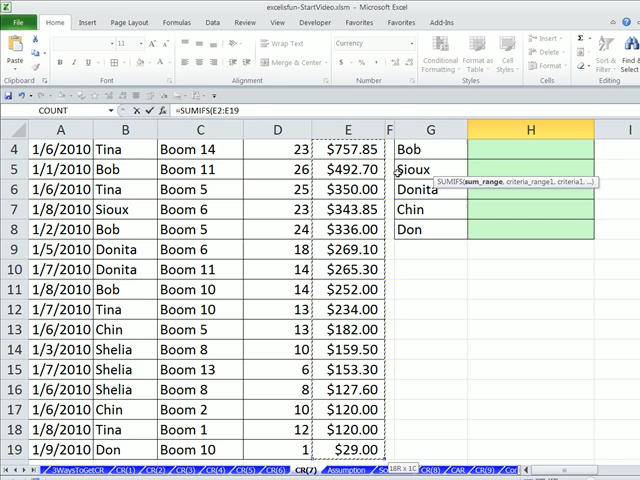 excelisfun-StartVideo.xlsm - Microsoft Excel
File Home Insert Page Layout Formulas Data Review View Developer Favorites Favorites Add-Ins
11 A A Wrap Text Currency Σ
Paste B I U Merge & Center $ % , Conditional Formatting Format as Table Cell Styles Insert Delete Format Sort & Filter Find & Select
Clipboard Font Alignment Number Styles Cells Editing
COUNT =SUMIFS(E2:E19
A B C D E F G H I
4 1/6/2010 Tina Boom 14 23 $757.85 Bob
5 1/1/2010 Bob Boom 11 26 $492.70 Sioux
SUMIFS(sum_range, criteria_range1, criteria1, ...)
6 1/6/2010 Tina Boom 5 25 $350.00 Donita
7 1/8/2010 Sioux Boom 6 23 $343.85 Chin
8 1/2/2010 Bob Boom 5 24 $336.00 Don
9 1/5/2010 Donita Boom 6 18 $269.10
10 1/7/2010 Donita Boom 11 14 $265.30
11 1/8/2010 Bob Boom 10 14 $252.00
12 1/7/2010 Tina Boom 10 13 $234.00
13 1/6/2010 Chin Boom 5 13 $182.00
14 1/3/2010 Shelia Boom 8 10 $159.50
15 1/7/2010 Shelia Boom 13 6 $153.30
16 1/6/2010 Shelia Boom 8 8 $127.60
17 1/6/2010 Chin Boom 2 10 $120.00
18 1/8/2010 Tina Boom 1 12 $120.00
19 1/9/2010 Don Boom 10 1 $29.00
3WaysToGetCR CR(1) CR(2) CR(3) CR(4) CR(5) CR(6) CR(7) Assumption 18R x 1C CR(8) CAR CR(9)